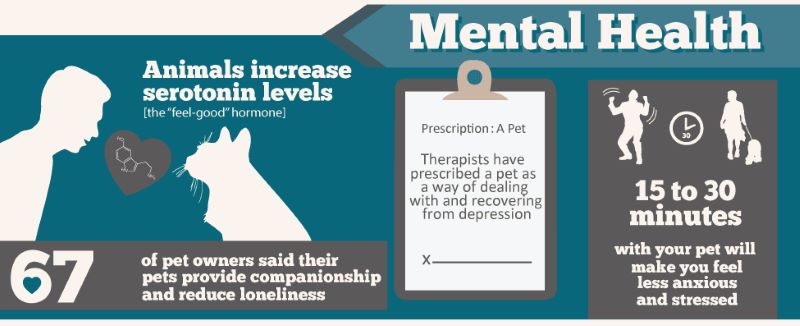 Mental Health
Animals increase
serotonin levels
[the "feel-good" hormone]
HO
NH₂
67
of pet owners said their
pets provide companionship
and reduce loneliness
Prescription: A Pet
Therapists have
prescribed a pet as
a way of dealing
with and recovering
from depression
x
30
15 to 30
minutes
with your pet will
make you feel
less anxious
and stressed